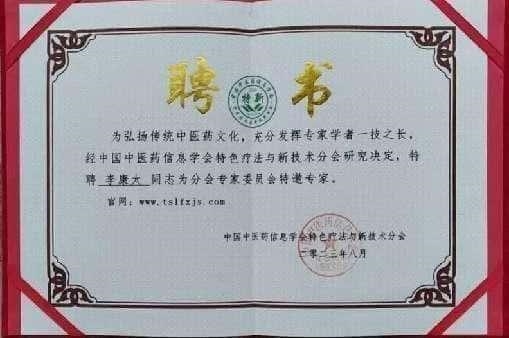 聘书
特新
为弘扬传统中医药文化，充分发挥专家学者一技之长，
经中国中医药信息学会特色疗法与新技术分会研究决定，特
聘 李康太 同志为分会专家委员会特邀专家。
官网：www.tslfxjs.com
中国中医药信息学会特色疗法与新技术分会
二〇二三年八月